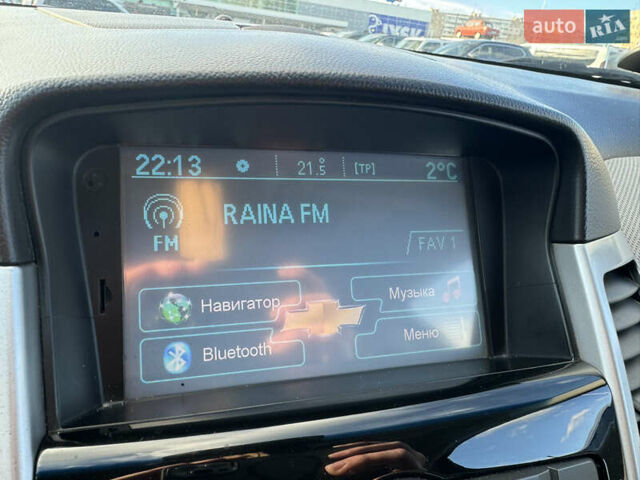 auto RIA
22:13 21.5 [TP] 2°C
RAINA FM
FM
FAV 1
Навигатор
Музыка
Bluetooth
Меню